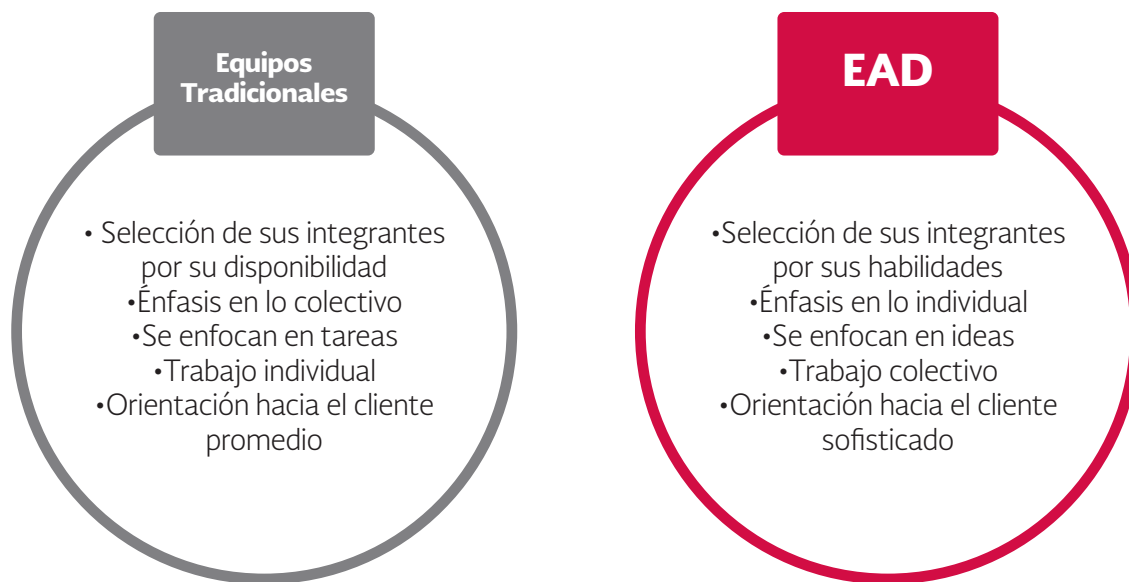 Equipos
Tradicionales
• Selección de sus integrantes
por su disponibilidad
•Énfasis en lo colectivo
•Se enfocan en tareas
•Trabajo individual
•Orientación hacia el cliente
promedio
EAD
•Selección de sus integrantes
por sus habilidades
•Énfasis en lo individual
•Se enfocan en ideas
•Trabajo colectivo
•Orientación hacia el cliente
sofisticado